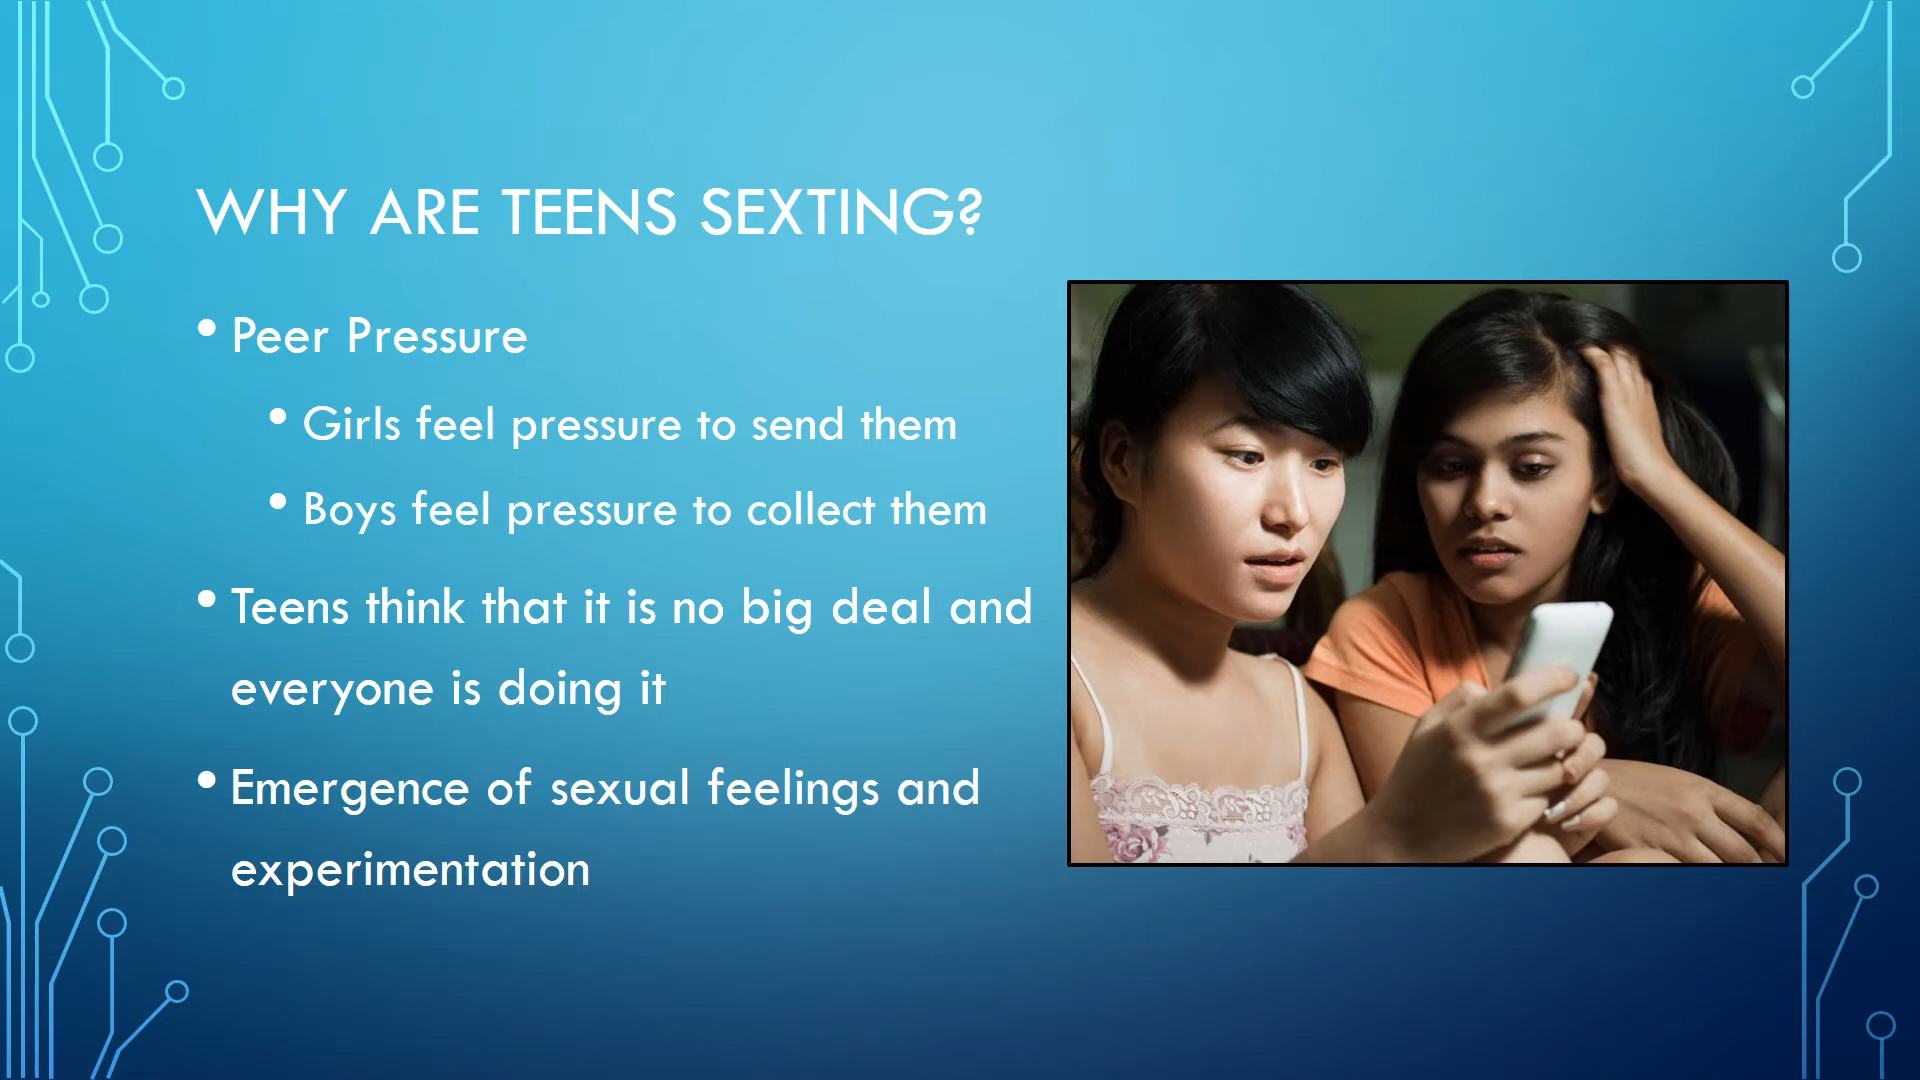 WHY ARE TEENS SEXTING?
• Peer Pressure
• Girls feel pressure to send them
• Boys feel pressure to collect them
• Teens think that it is no big deal and
everyone is doing it
• Emergence of sexual feelings and
experimentation